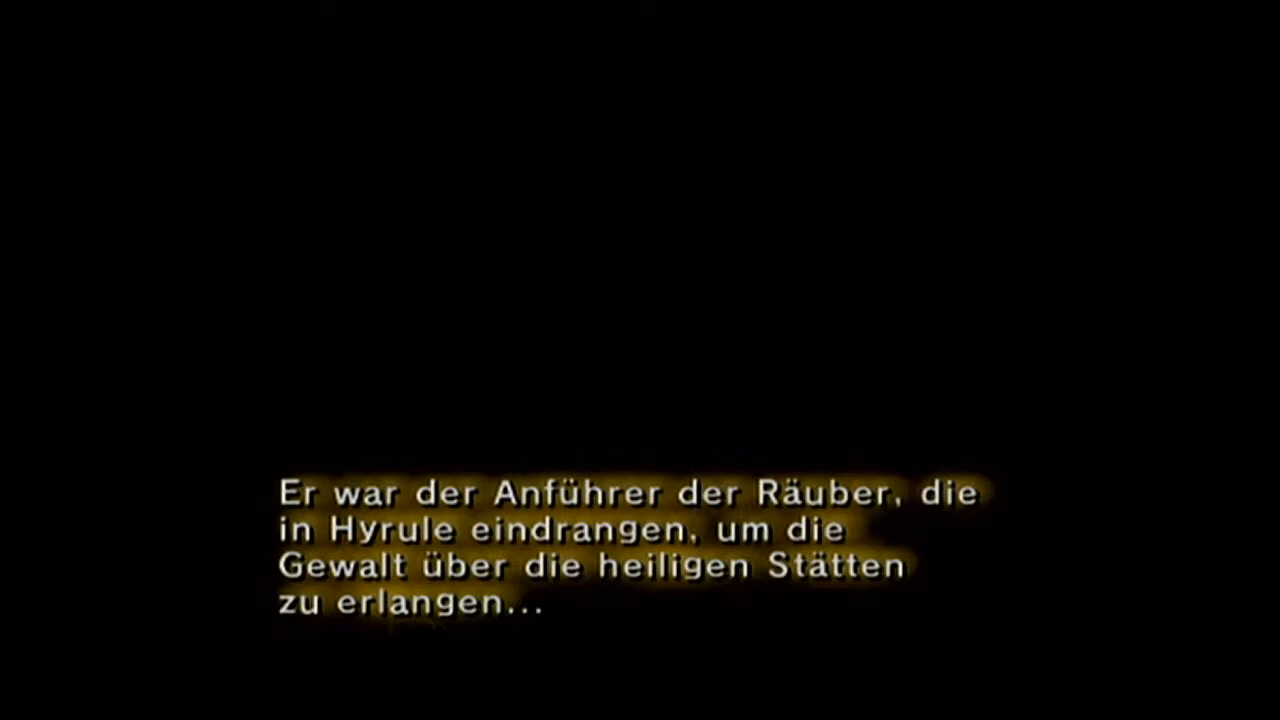 Er war der Anführer der Räuber, die
in Hyrule eindrangen, um die
Gewalt über die heiligen Stätten
zu erlangen...